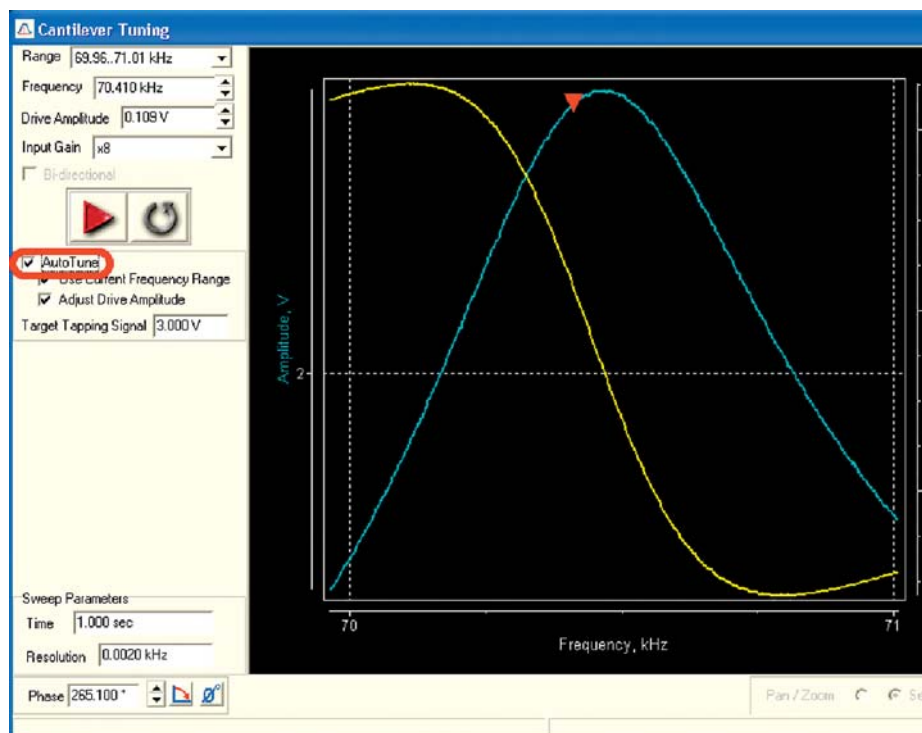 Cantilever Tuning
Range 69.96..71.01 kHz
Frequency 70.410 kHz
Drive Amplitude 0.109 V
Input Gain x8
Bi-directional
AutoTune
Use Current Frequency Range
Adjust Drive Amplitude
Target Tapping Signal 3.000 V
Amplitude, V
2
70
71
Frequency, kHz
Sweep Parameters
Time 1.000 sec
Resolution 0.0020 kHz
Phase 265.100 °
Ø°
Pan / Zoom
Se